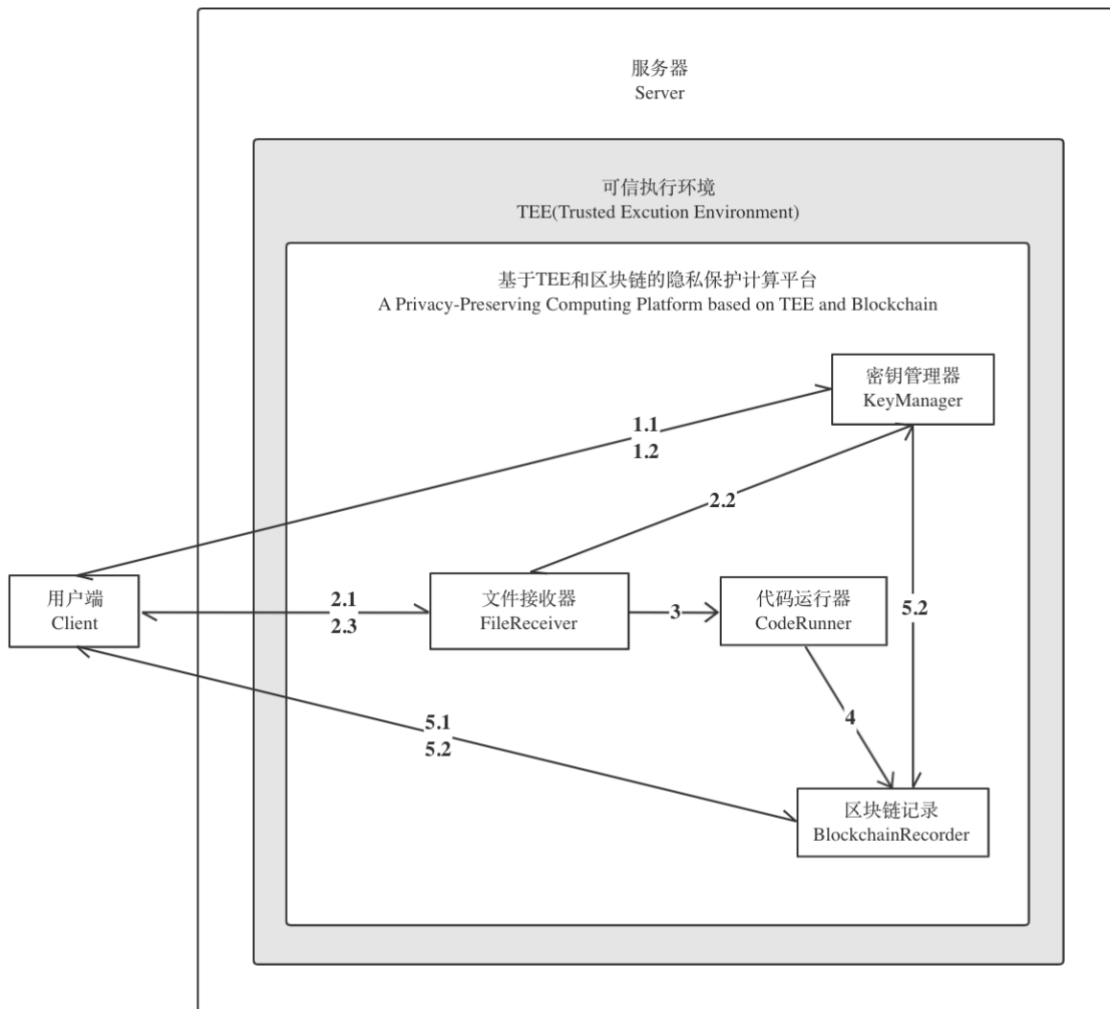 服务器
Server
可信执行环境
TEE(Trusted Excution Environment)
基于TEE和区块链的隐私保护计算平台
A Privacy-Preserving Computing Platform based on TEE and Blockchain
密钥管理器
KeyManager
1.1
1.2
2.2
用户端
Client
2.1
2.3
文件接收器
FileReceiver
3
代码运行器
CodeRunner
5.2
5.1
5.2
4
区块链记录
BlockchainRecorder